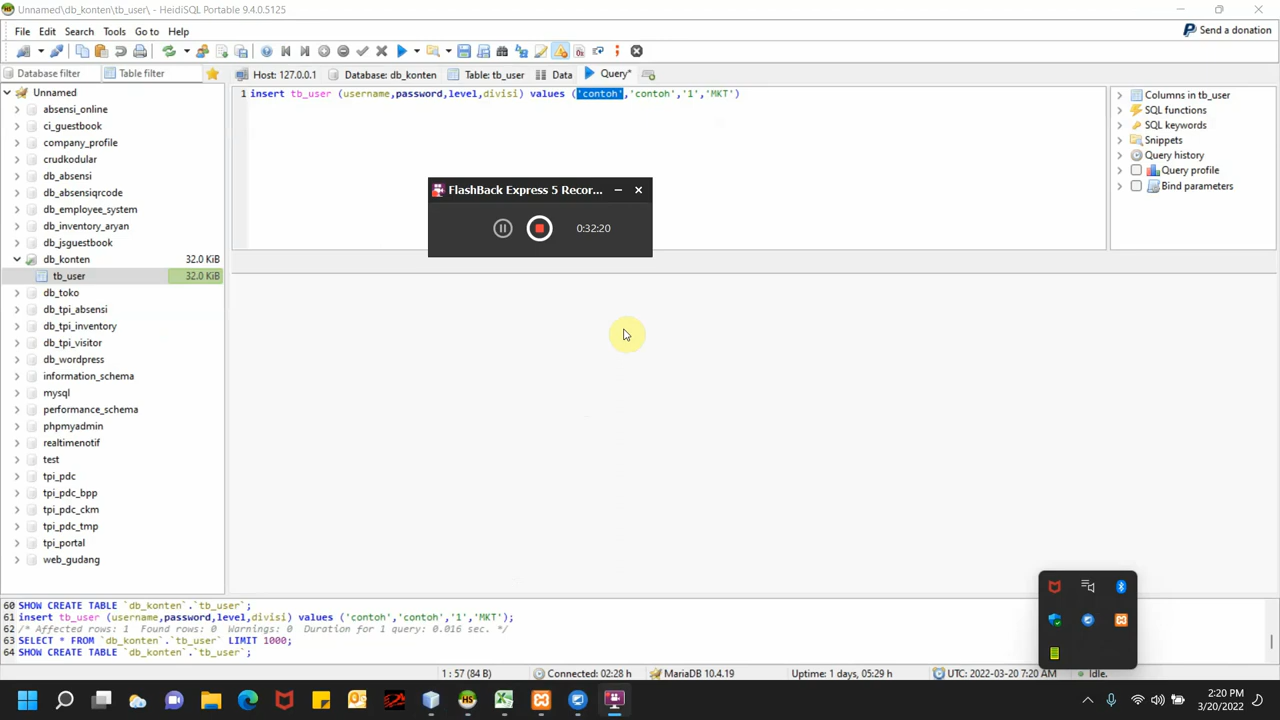 Unnamed\db_konten\tb_user\ - HeidiSQL Portable 9.4.0.5125
File Edit Search Tools Go to Help
Send a donation
Database filter Table filter Host: 127.0.0.1 Database: db_konten Table: tb_user Data Query*
Unnamed
absensi_online
ci_guestbook
company_profile
crudkodular
db_absensi
db_absensiqrcode
db_employee_system
db_inventory_aryan
db_jsguestbook
db_konten 32.0 KiB
tb_user 32.0 KiB
db_toko
db_tpi_absensi
db_tpi_inventory
db_tpi_visitor
db_wordpress
information_schema
mysql
performance_schema
phpmyadmin
realtimenotif
test
tpi_pdc
tpi_pdc_bpp
tpi_pdc_ckm
tpi_pdc_tmp
tpi_portal
web_gudang
1 insert tb_user (username,password,level,divisi) values ('contoh','contoh','1','MKT')
Columns in tb_user
SQL functions
SQL keywords
Snippets
Query history
Query profile
Bind parameters
FlashBack Express 5 Recor...
0:32:20
60 SHOW CREATE TABLE `db_konten`.`tb_user`;
61 insert tb_user (username,password,level,divisi) values ('contoh','contoh','1','MKT');
62 /* Affected rows: 1 Found rows: 0 Warnings: 0 Duration for 1 query: 0.016 sec. */
63 SELECT * FROM `db_konten`.`tb_user` LIMIT 1000;
64 SHOW CREATE TABLE `db_konten`.`tb_user`;
1 : 57 (84 B) Connected: 02:28 h MariaDB 10.4.19 Uptime: 1 days, 05:29 h UTC: 2022-03-20 7:20 AM Idle.
2:20 PM
3/20/2022